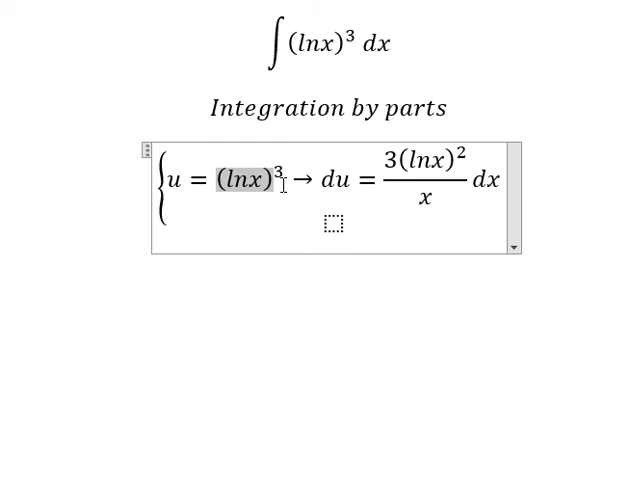 ∫(lnx)³ dx
Integration by parts
{u = (lnx)³ → du = 3(lnx)²/x dx